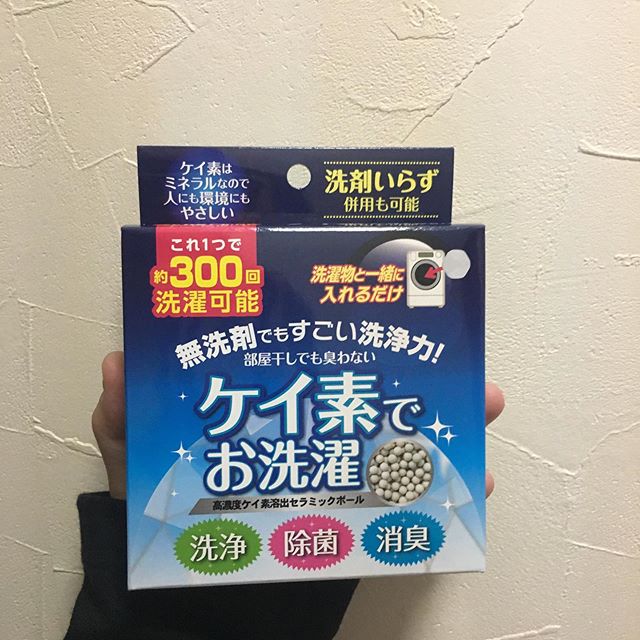 ケイ素は
ミネラルなので
人にも環境にも
やさしい
洗剤いらず
併用も可能
これ1つで
約300回
洗濯可能
洗濯物と一緒に
入れるだけ
無洗剤でもすごい洗浄力!
部屋干しでも臭わない
ケイ素で
お洗濯
高濃度ケイ素溶出セラミックボール
洗浄
除菌
消臭